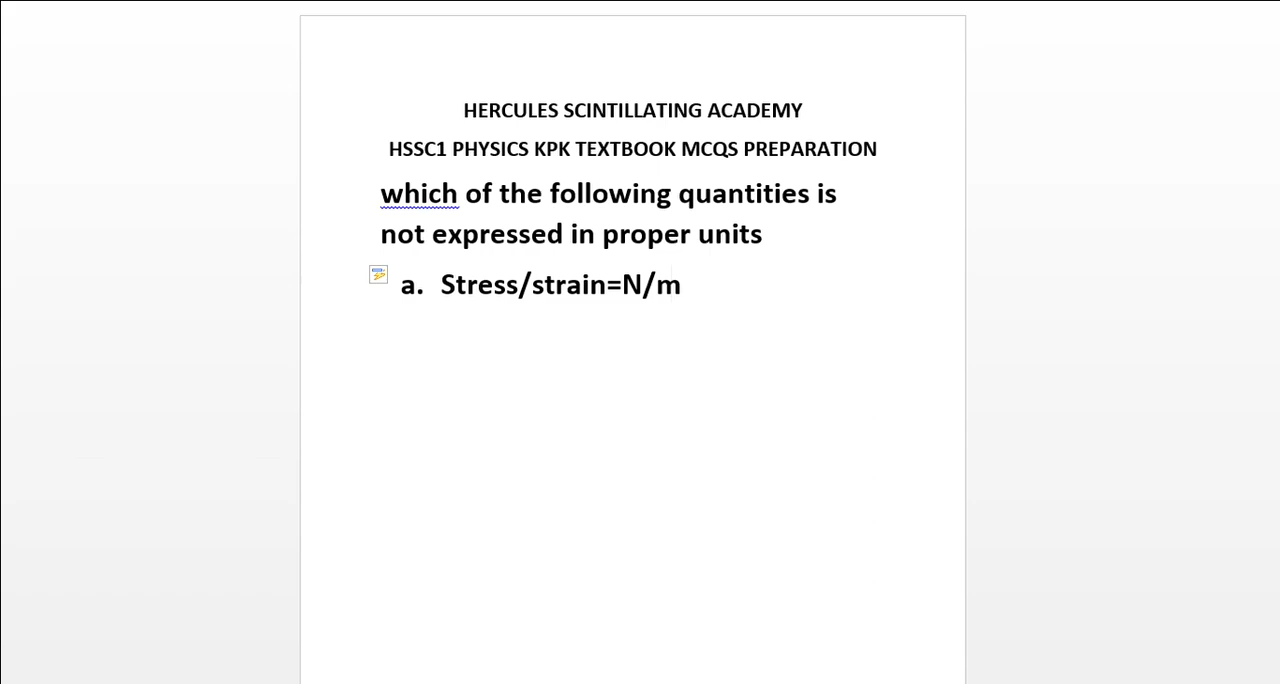 HERCULES SCINTILLATING ACADEMY
HSSC1 PHYSICS KPK TEXTBOOK MCQS PREPARATION
which of the following quantities is
not expressed in proper units
a. Stress/strain=N/m